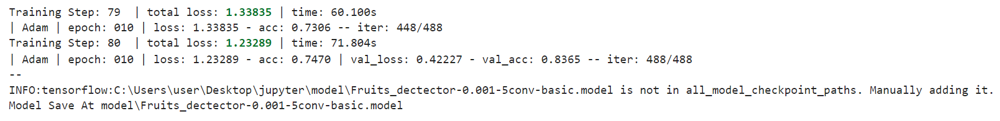 Training Step: 79  | total loss: 1.33835 | time: 60.100s
| Adam | epoch: 010 | loss: 1.33835 - acc: 0.7306 -- iter: 448/488
Training Step: 80  | total loss: 1.23289 | time: 71.804s
| Adam | epoch: 010 | loss: 1.23289 - acc: 0.7470 | val_loss: 0.42227 - val_acc: 0.8365 -- iter: 488/488
--
INFO:tensorflow:C:\Users\user\Desktop\jupyter\model\Fruits_dectector-0.001-5conv-basic.model is not in all_model_checkpoint_paths. Manually adding it.
Model Save At model\Fruits_dectector-0.001-5conv-basic.model